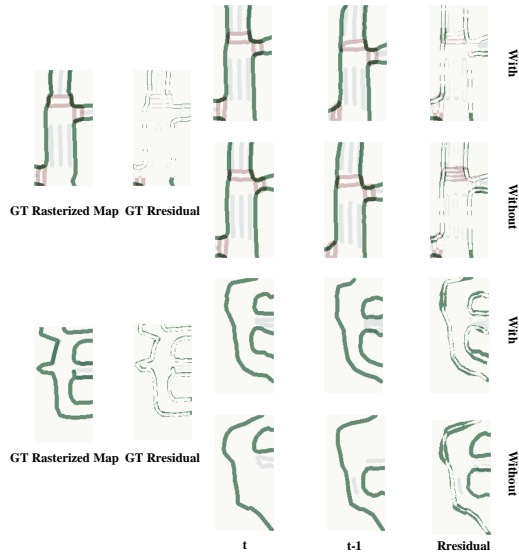 With
GT Rasterized Map GT Rresidual
Without
With
GT Rasterized Map GT Rresidual
Without
t t-1 Rresidual